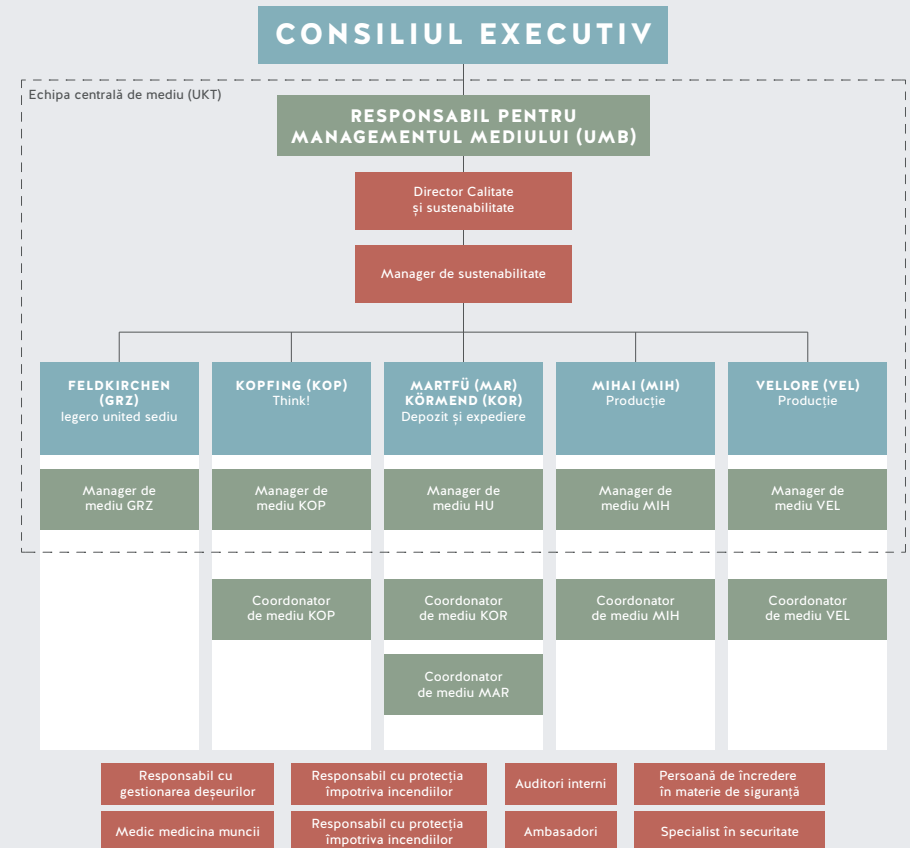 CONSILIUL EXECUTIV
Echipa centrală de mediu (UKT)
RESPONSABIL PENTRU
MANAGEMENTUL MEDIULUI (UMB)
Director Calitate
și sustenabilitate
Manager de sustenabilitate
FELDKIRCHEN
(GRZ)
legero united sediu
KOPFING (KOP)
Think!
MARTFÜ (MAR)
KÖRMEND (KOR)
Depozit și expediere
MIHAI (MIH)
Producție
VELLORE (VEL)
Producție
Manager de
mediu GRZ
Manager de
mediu KOP
Manager de
mediu HU
Manager de
mediu MIH
Manager de
mediu VEL
Coordonator
de mediu KOP
Coordonator
de mediu KOR
Coordonator
de mediu MIH
Coordonator
de mediu VEL
Coordonator
de mediu MAR
Responsabil cu
gestionarea deșeurilor
Responsabil cu protecția
împotriva incendiilor
Auditori interni
Persoană de încredere
în materie de siguranță
Medic medicina muncii
Responsabil cu protecția
împotriva incendiilor
Ambasadori
Specialist în securitate